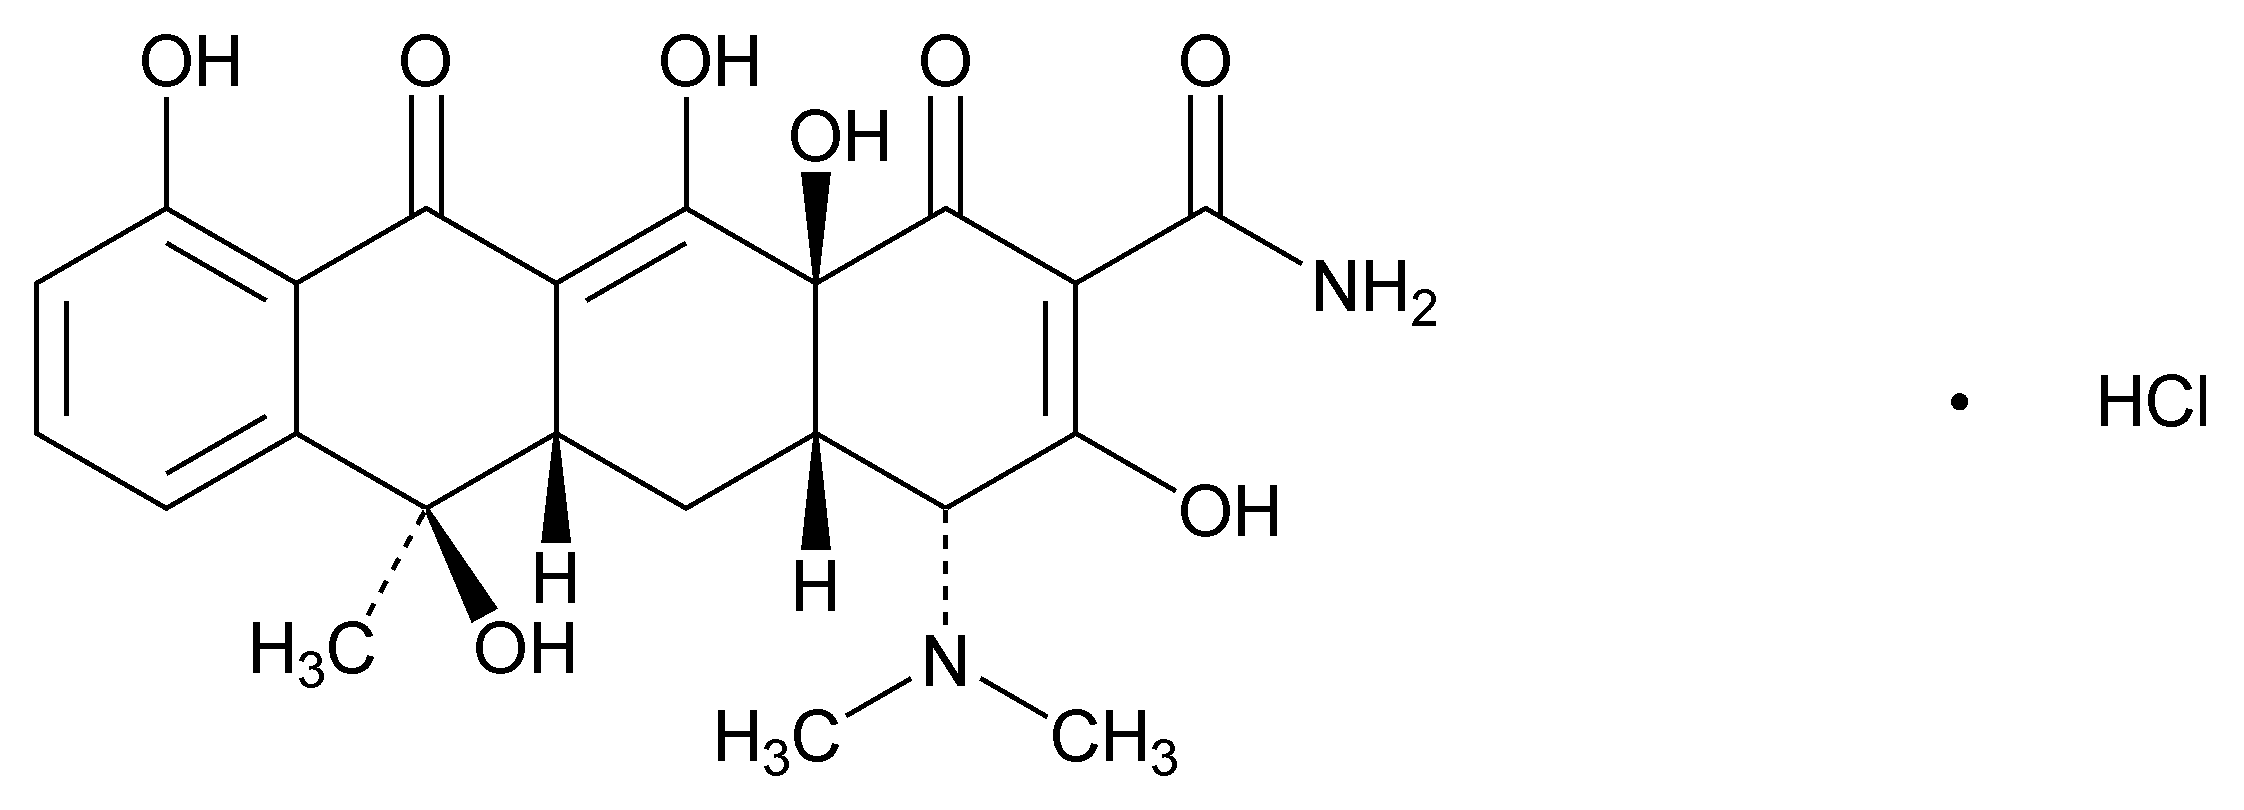 OH O OH O O
OH
NH₂
HCl
OH
H H
H₃C OH N
H₃C CH₃